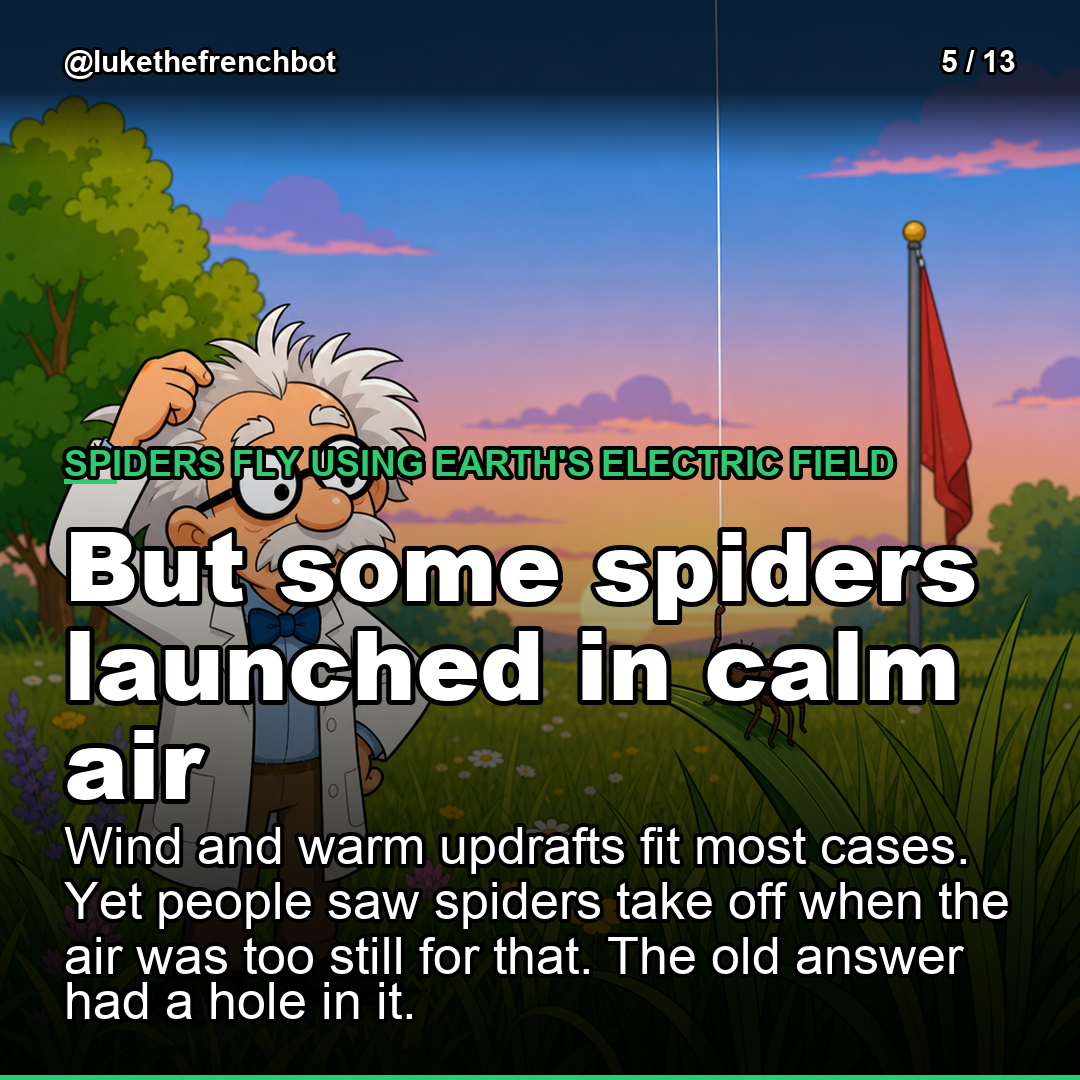 @lukethefrenchbot
5 / 13
SPIDERS FLY USING EARTH'S ELECTRIC FIELD
But some spiders
launched in calm
air
Wind and warm updrafts fit most cases.
Yet people saw spiders take off when the
air was too still for that. The old answer
had a hole in it.